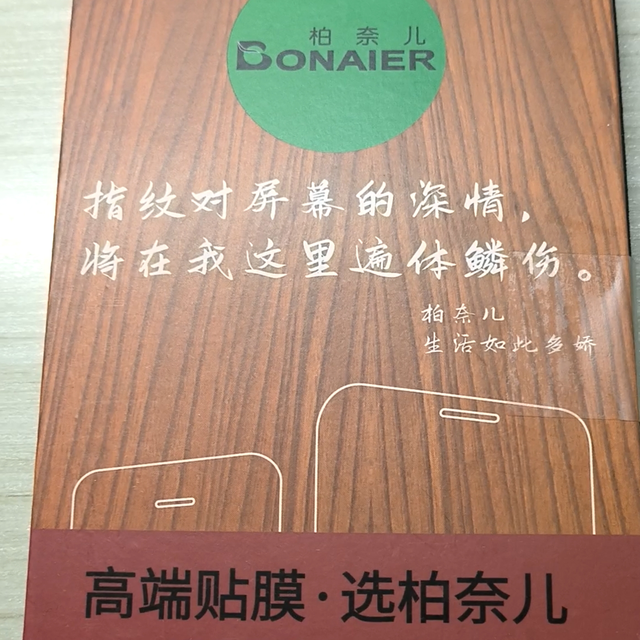 柏奈儿
BONAIER
指纹对屏幕的深情，
将在我这里遍体鳞伤。
柏奈儿
生活如此多娇
高端贴膜·选柏奈儿